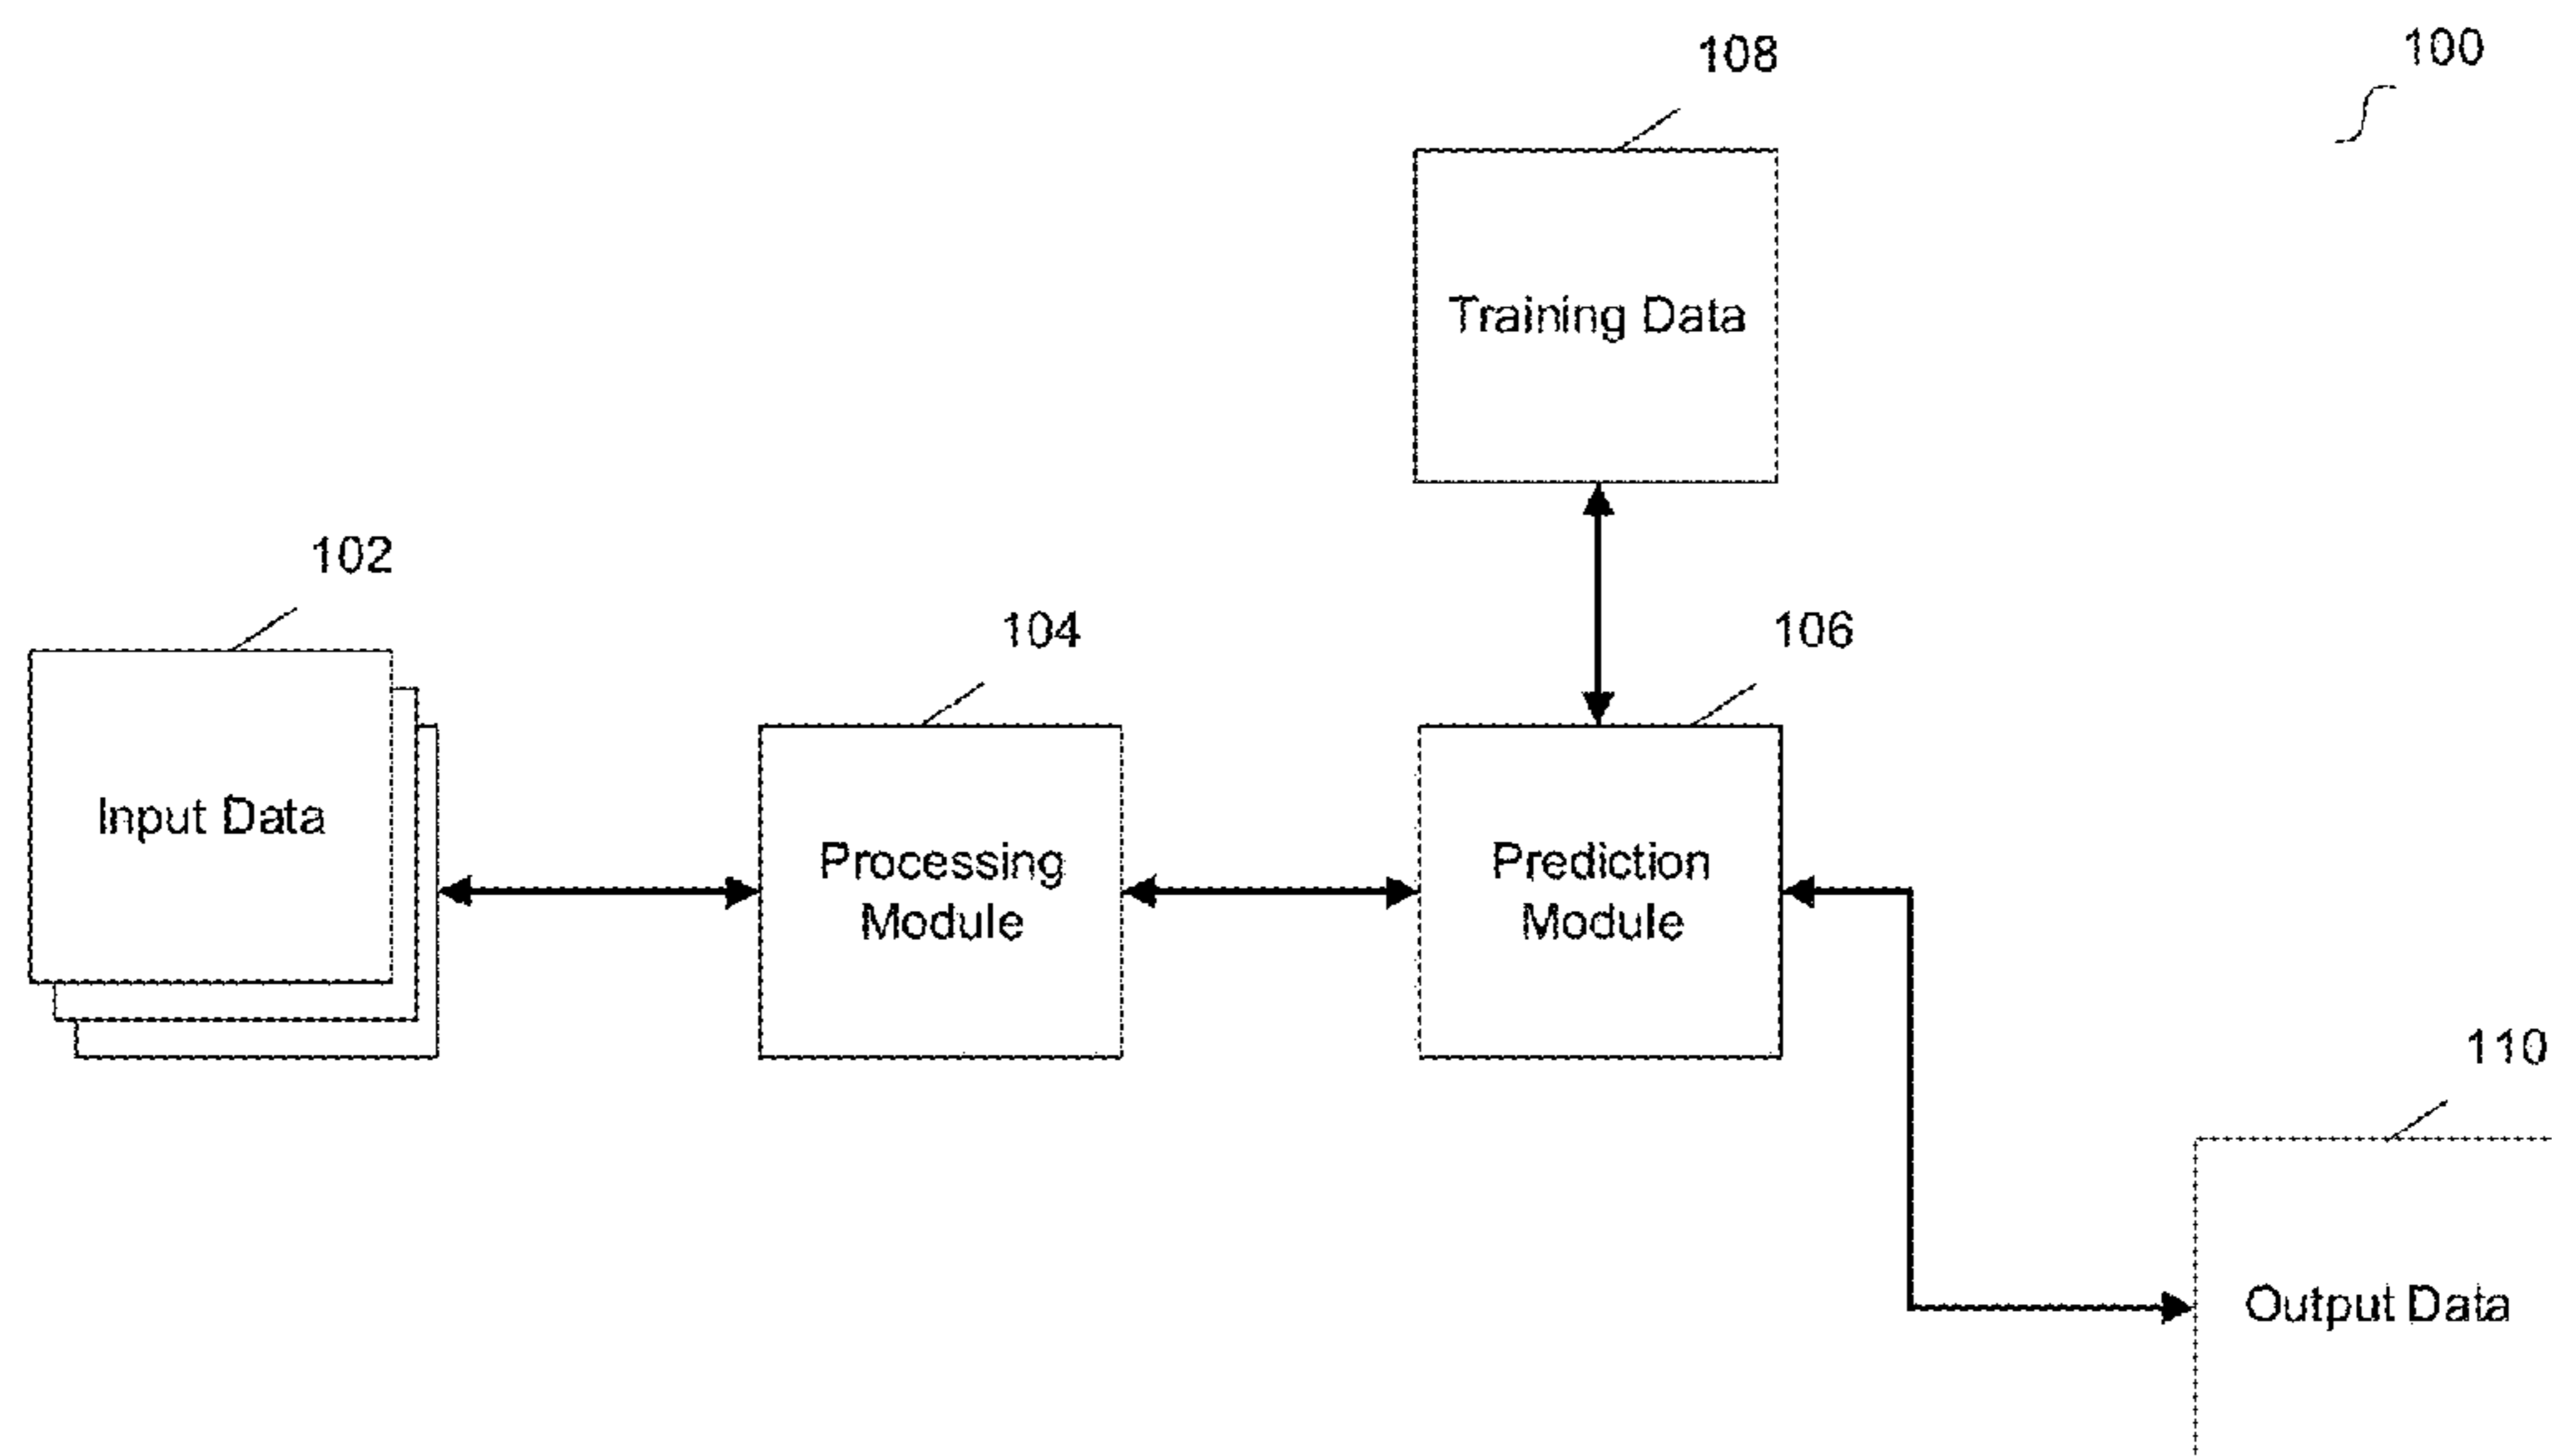 100
108
Training Data
102
Input Data
104
Processing
Module
106
Prediction
Module
110
Output Data